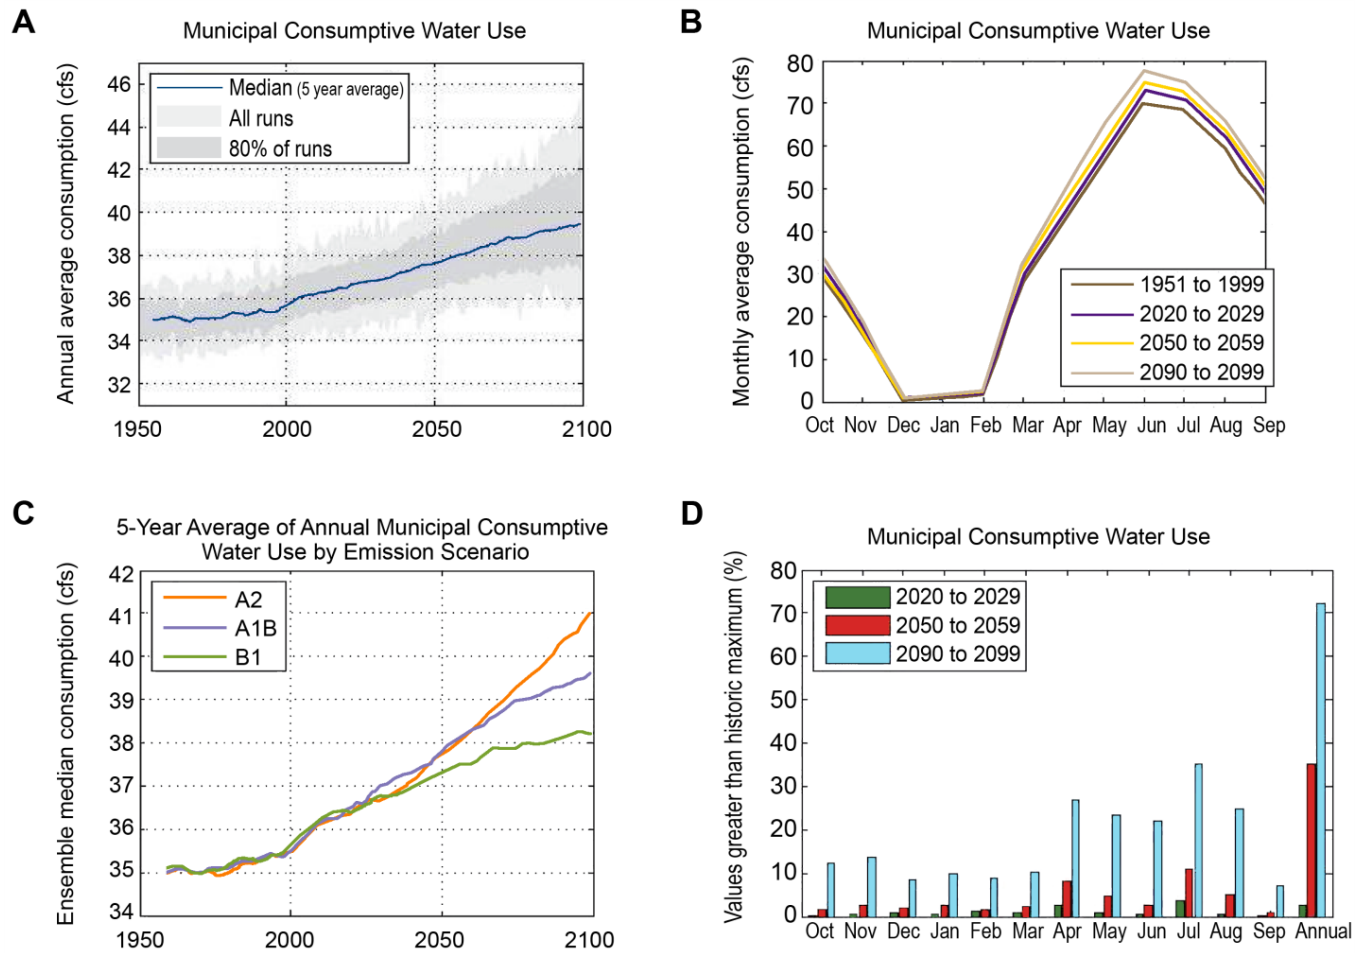 A
Municipal Consumptive Water Use
Annual average consumption (cfs)
46
44
42
40
38
36
34
32
Median (5 year average)
All runs
80% of runs
1950
2000
2050
2100
B
Municipal Consumptive Water Use
Monthly average consumption (cfs)
80
70
60
50
40
30
20
10
0
1951 to 1999
2020 to 2029
2050 to 2059
2090 to 2099
Oct Nov Dec Jan Feb Mar Apr May Jun Jul Aug Sep
C
5-Year Average of Annual Municipal Consumptive
Water Use by Emission Scenario
Ensemble median consumption (cfs)
42
41
40
39
38
37
36
35
34
A2
A1B
B1
1950
2000
2050
2100
D
Municipal Consumptive Water Use
Values greater than historic maximum (%)
80
70
60
50
40
30
20
10
0
2020 to 2029
2050 to 2059
2090 to 2099
Oct Nov Dec Jan Feb Mar Apr May Jun Jul Aug Sep Annual